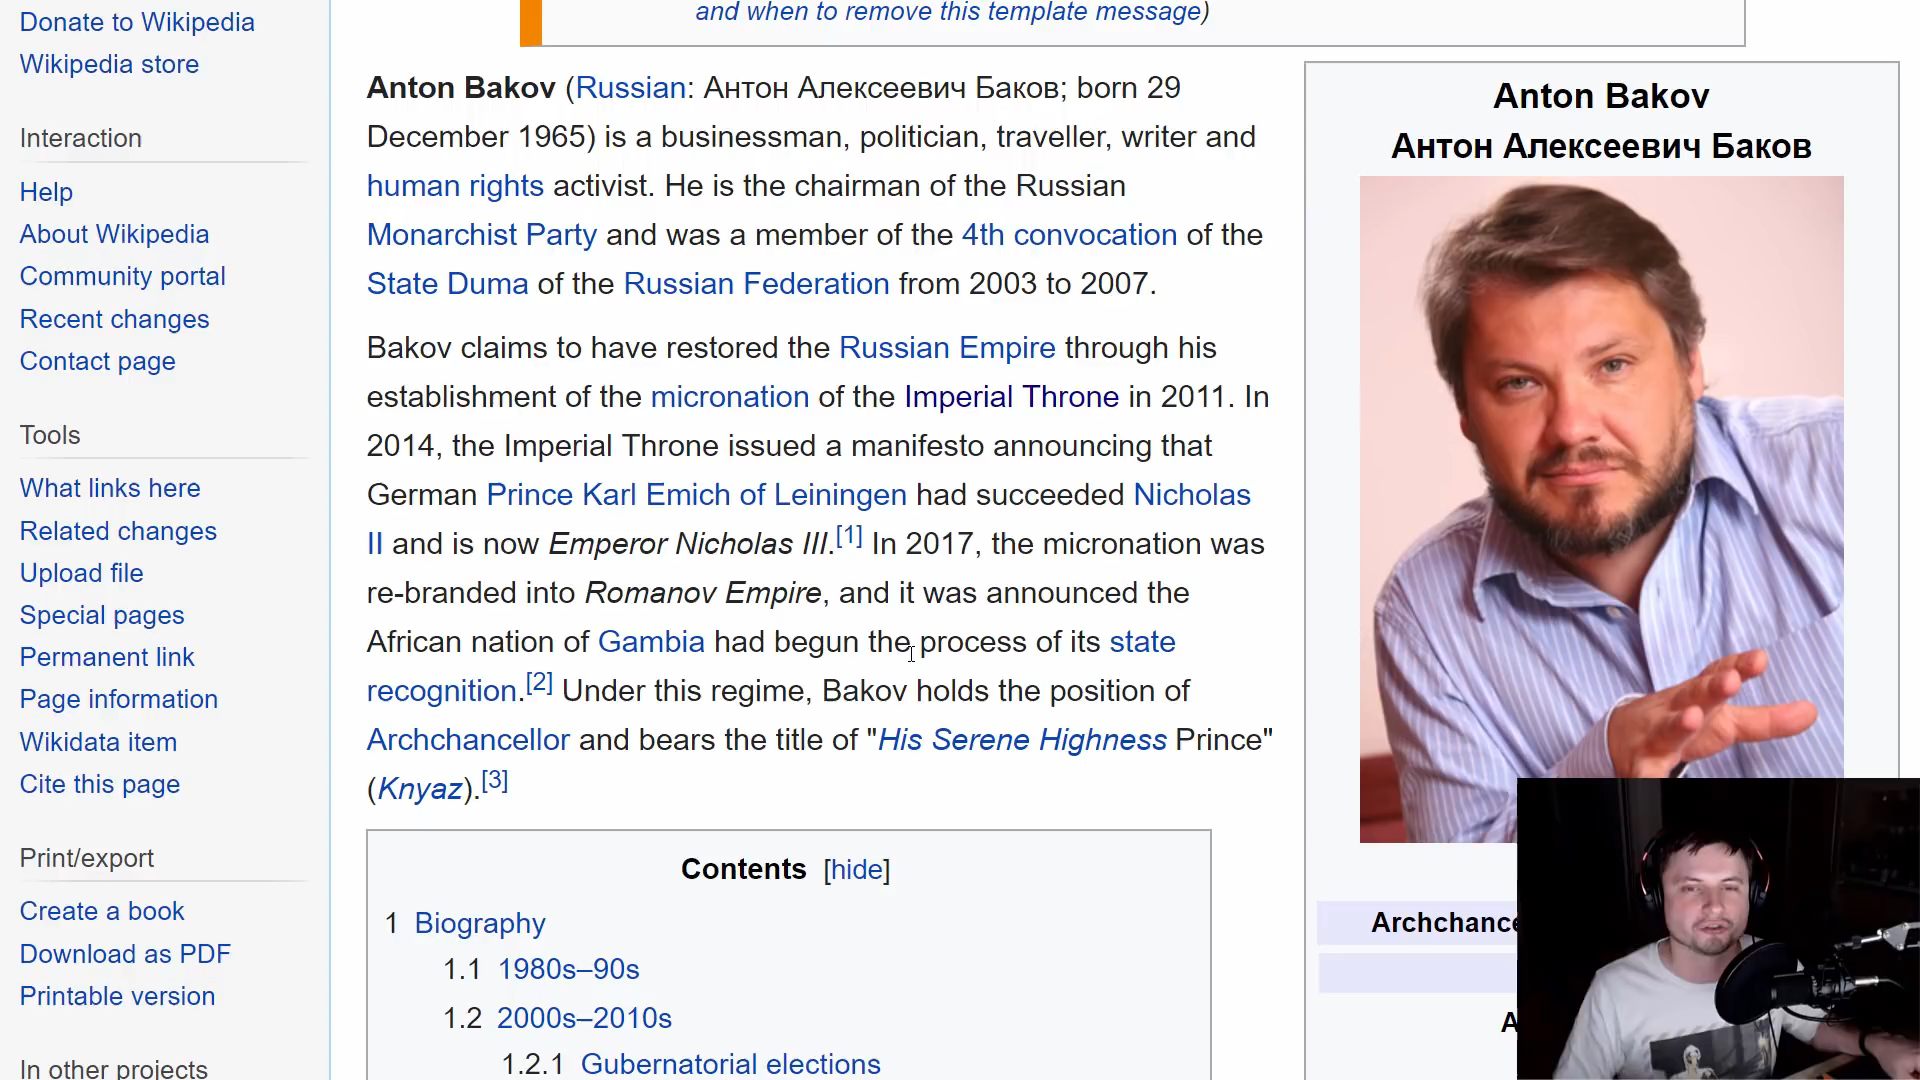 Donate to Wikipedia
Wikipedia store
Interaction
Help
About Wikipedia
Community portal
Recent changes
Contact page
Tools
What links here
Related changes
Upload file
Special pages
Permanent link
Page information
Wikidata item
Cite this page
Print/export
Create a book
Download as PDF
Printable version
In other projects
and when to remove this template message)
Anton Bakov (Russian: Антон Алексеевич Баков; born 29
December 1965) is a businessman, politician, traveller, writer and
human rights activist. He is the chairman of the Russian
Monarchist Party and was a member of the 4th convocation of the
State Duma of the Russian Federation from 2003 to 2007.
Bakov claims to have restored the Russian Empire through his
establishment of the micronation of the Imperial Throne in 2011. In
2014, the Imperial Throne issued a manifesto announcing that
German Prince Karl Emich of Leiningen had succeeded Nicholas
II and is now Emperor Nicholas III.[1] In 2017, the micronation was
re-branded into Romanov Empire, and it was announced the
African nation of Gambia had begun the process of its state
recognition.[2] Under this regime, Bakov holds the position of
Archchancellor and bears the title of "His Serene Highness Prince"
(Knyaz).[3]
Contents [hide]
1 Biography
1.1 1980s–90s
1.2 2000s–2010s
1.2.1 Gubernatorial elections
Anton Bakov
Антон Алексеевич Баков
Archchance
A